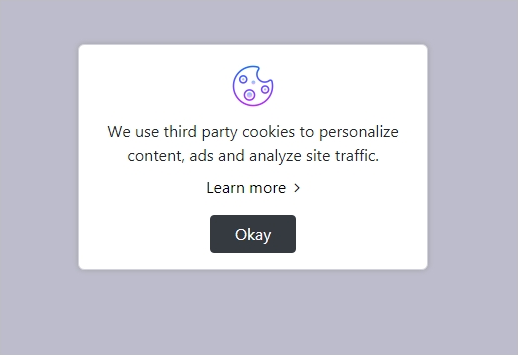 We use third party cookies to personalize
content, ads and analyze site traffic.
Learn more
Okay